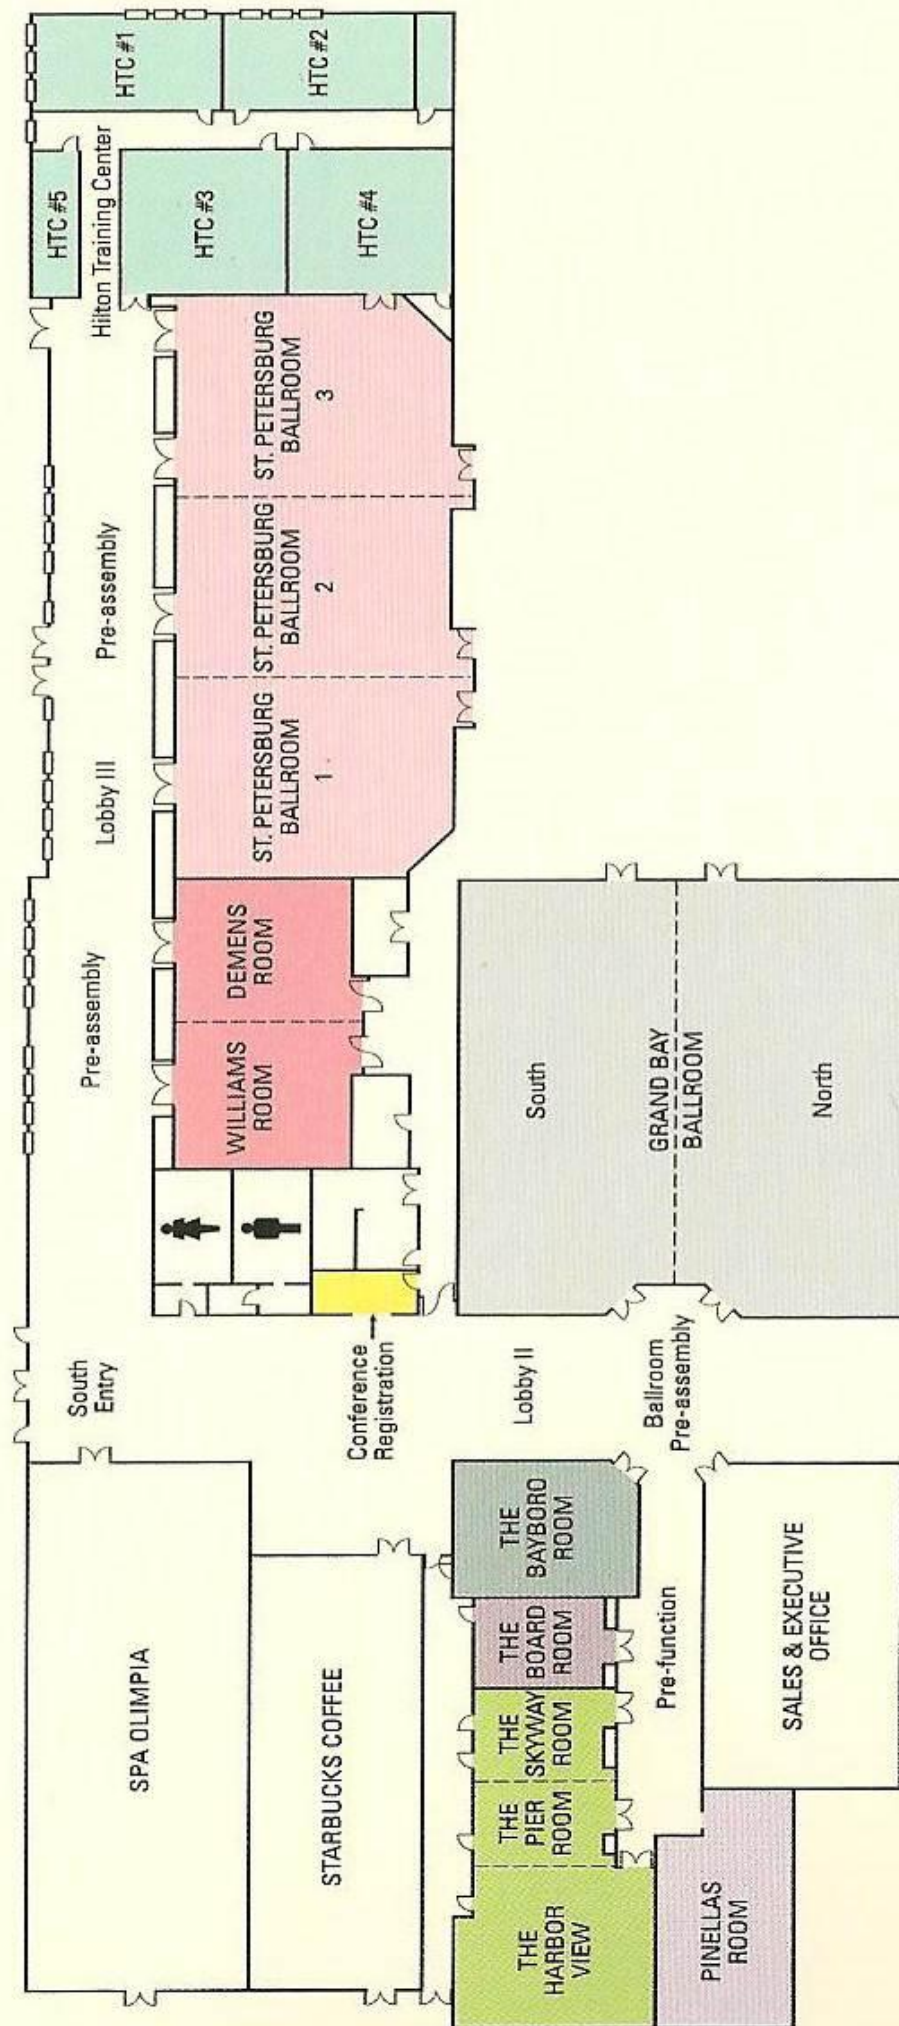 SPA OLIMPIA
STARBUCKS COFFEE
THE
HARBOR
VIEW
THE
PIER
ROOM
THE
SKYWAY
ROOM
THE
BOARD
ROOM
THE
BAYBORO
ROOM
PINELLAS
ROOM
Pre-function
SALES & EXECUTIVE
OFFICE
South
Entry
Conference
Registration
Lobby II
Ballroom
Pre-assembly
WILLIAMS
ROOM
DEMENS
ROOM
Pre-assembly
Lobby III
Pre-assembly
South
GRAND BAY
BALLROOM
North
ST. PETERSBURG
BALLROOM
1
ST. PETERSBURG
BALLROOM
2
ST. PETERSBURG
BALLROOM
3
Hilton Training Center
HTC #5
HTC #3
HTC #4
HTC #1
HTC #2